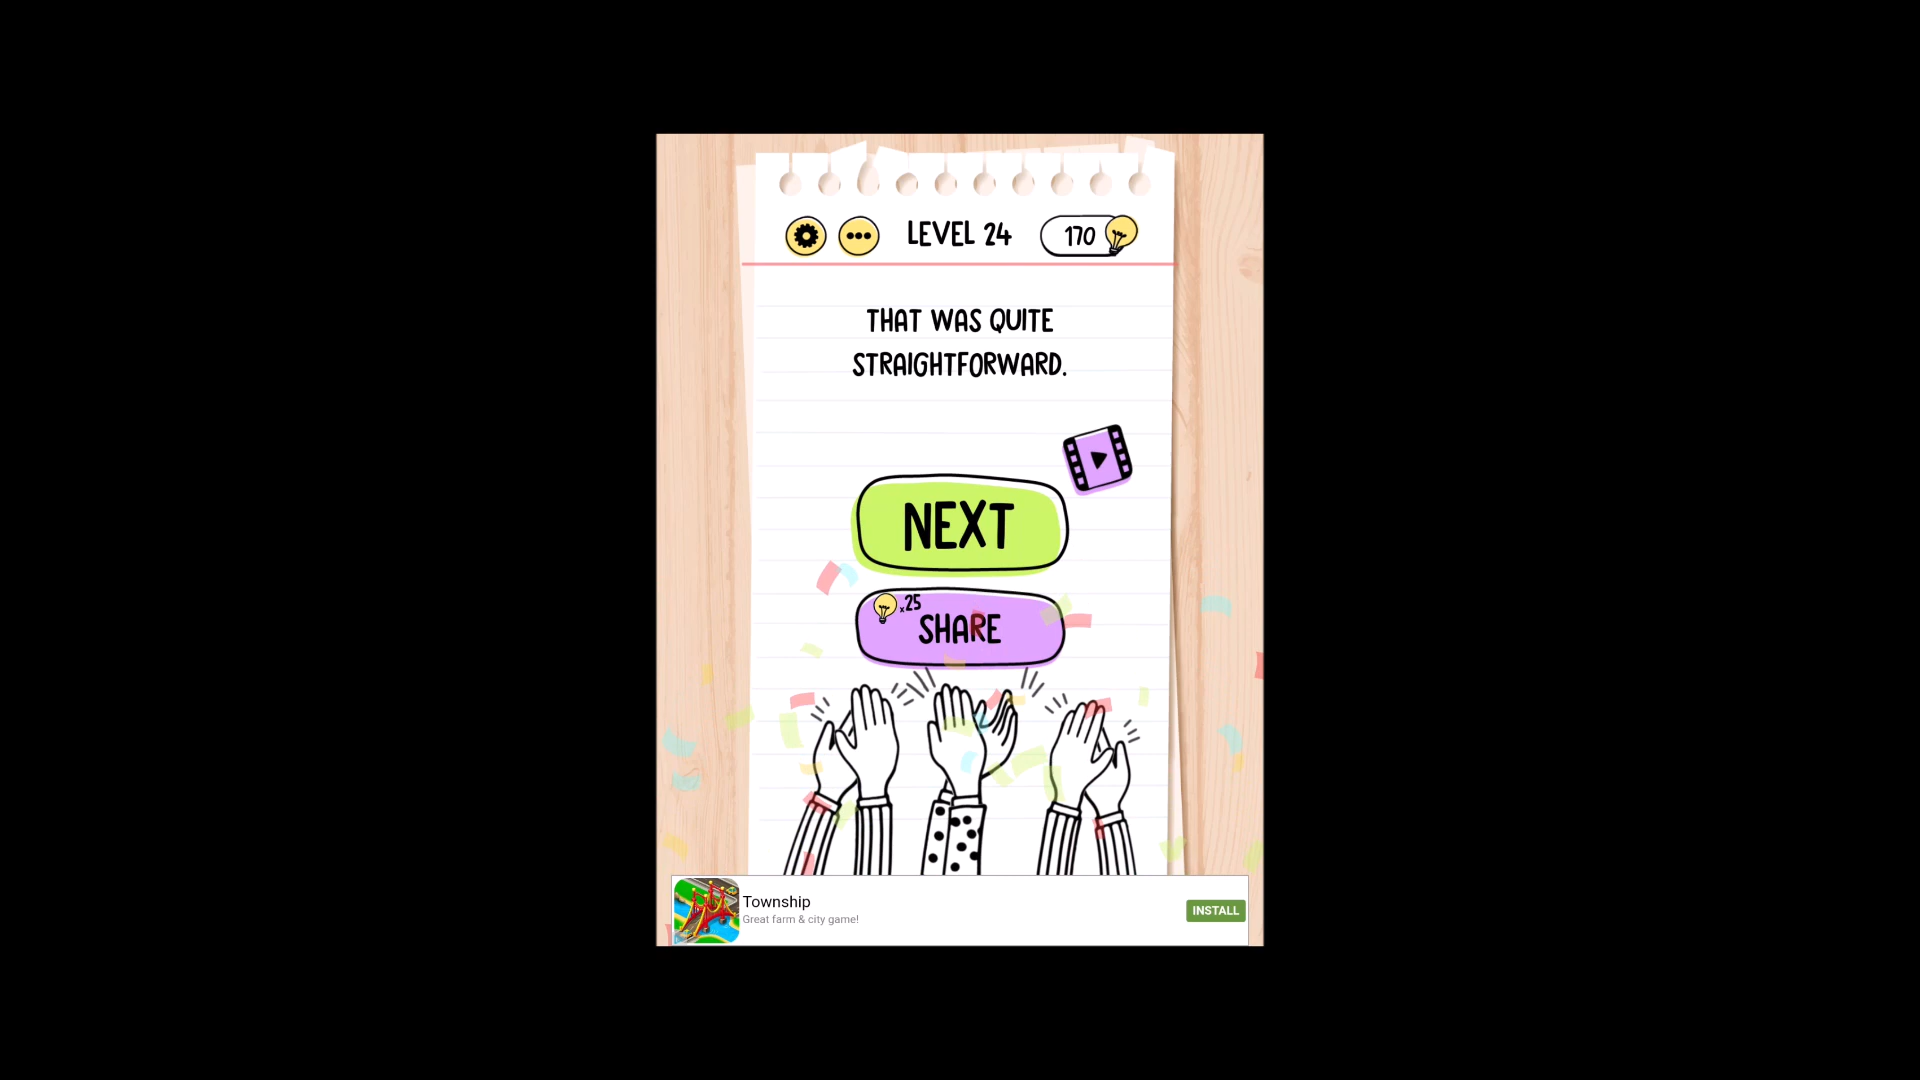 LEVEL 24
170
THAT WAS QUITE
STRAIGHTFORWARD.
NEXT
x25
SHARE
Township
Great farm & city game!
INSTALL